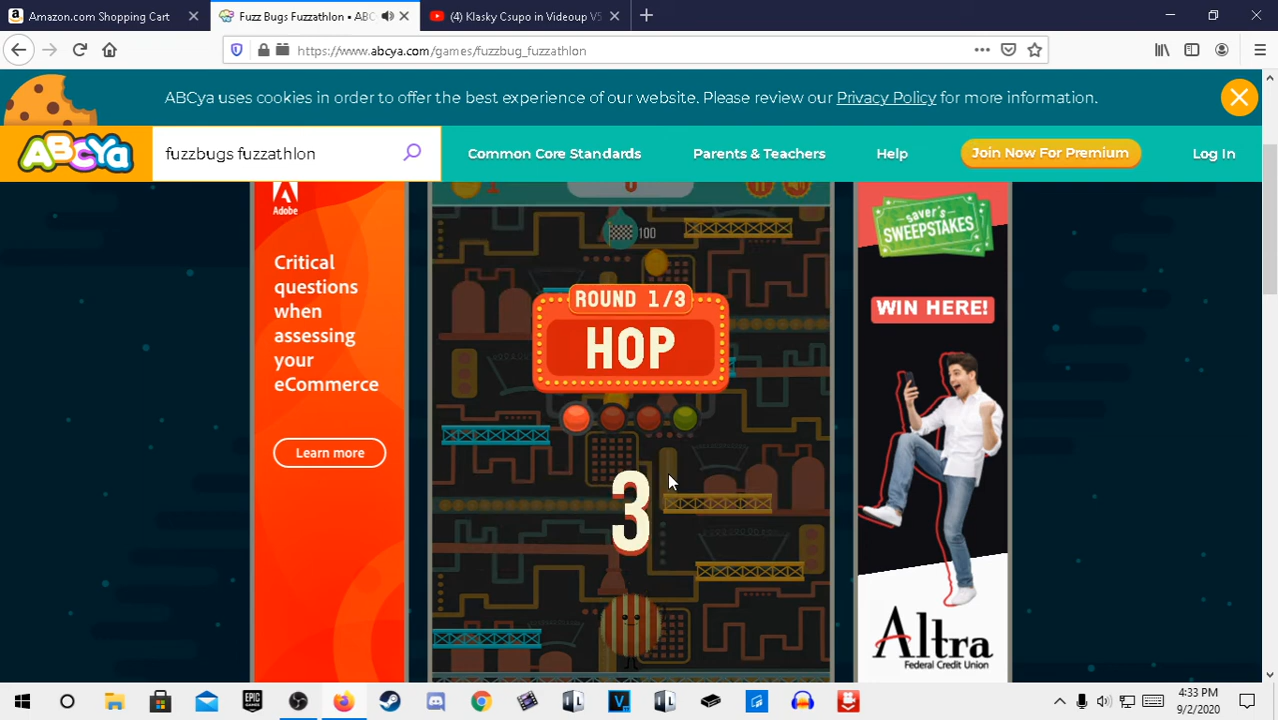 Amazon.com Shopping Cart
Fuzz Bugs Fuzzathlon • ABC
(4) Klasky Csupo in Videoup V5
https://www.abcya.com/games/fuzzbug_fuzzathlon
ABCya uses cookies in order to offer the best experience of our website. Please review our Privacy Policy for more information.
ABCYa
fuzzbugs fuzzathlon
Common Core Standards
Parents & Teachers
Help
Join Now For Premium
Log In
Adobe
Critical
questions
when
assessing
your
eCommerce
Learn more
100
ROUND 1/3
HOP
3
saver's
SWEEPSTAKES
WIN HERE!
Altra
Federal Credit Union
EPIC
GAMES
4:33 PM
9/2/2020